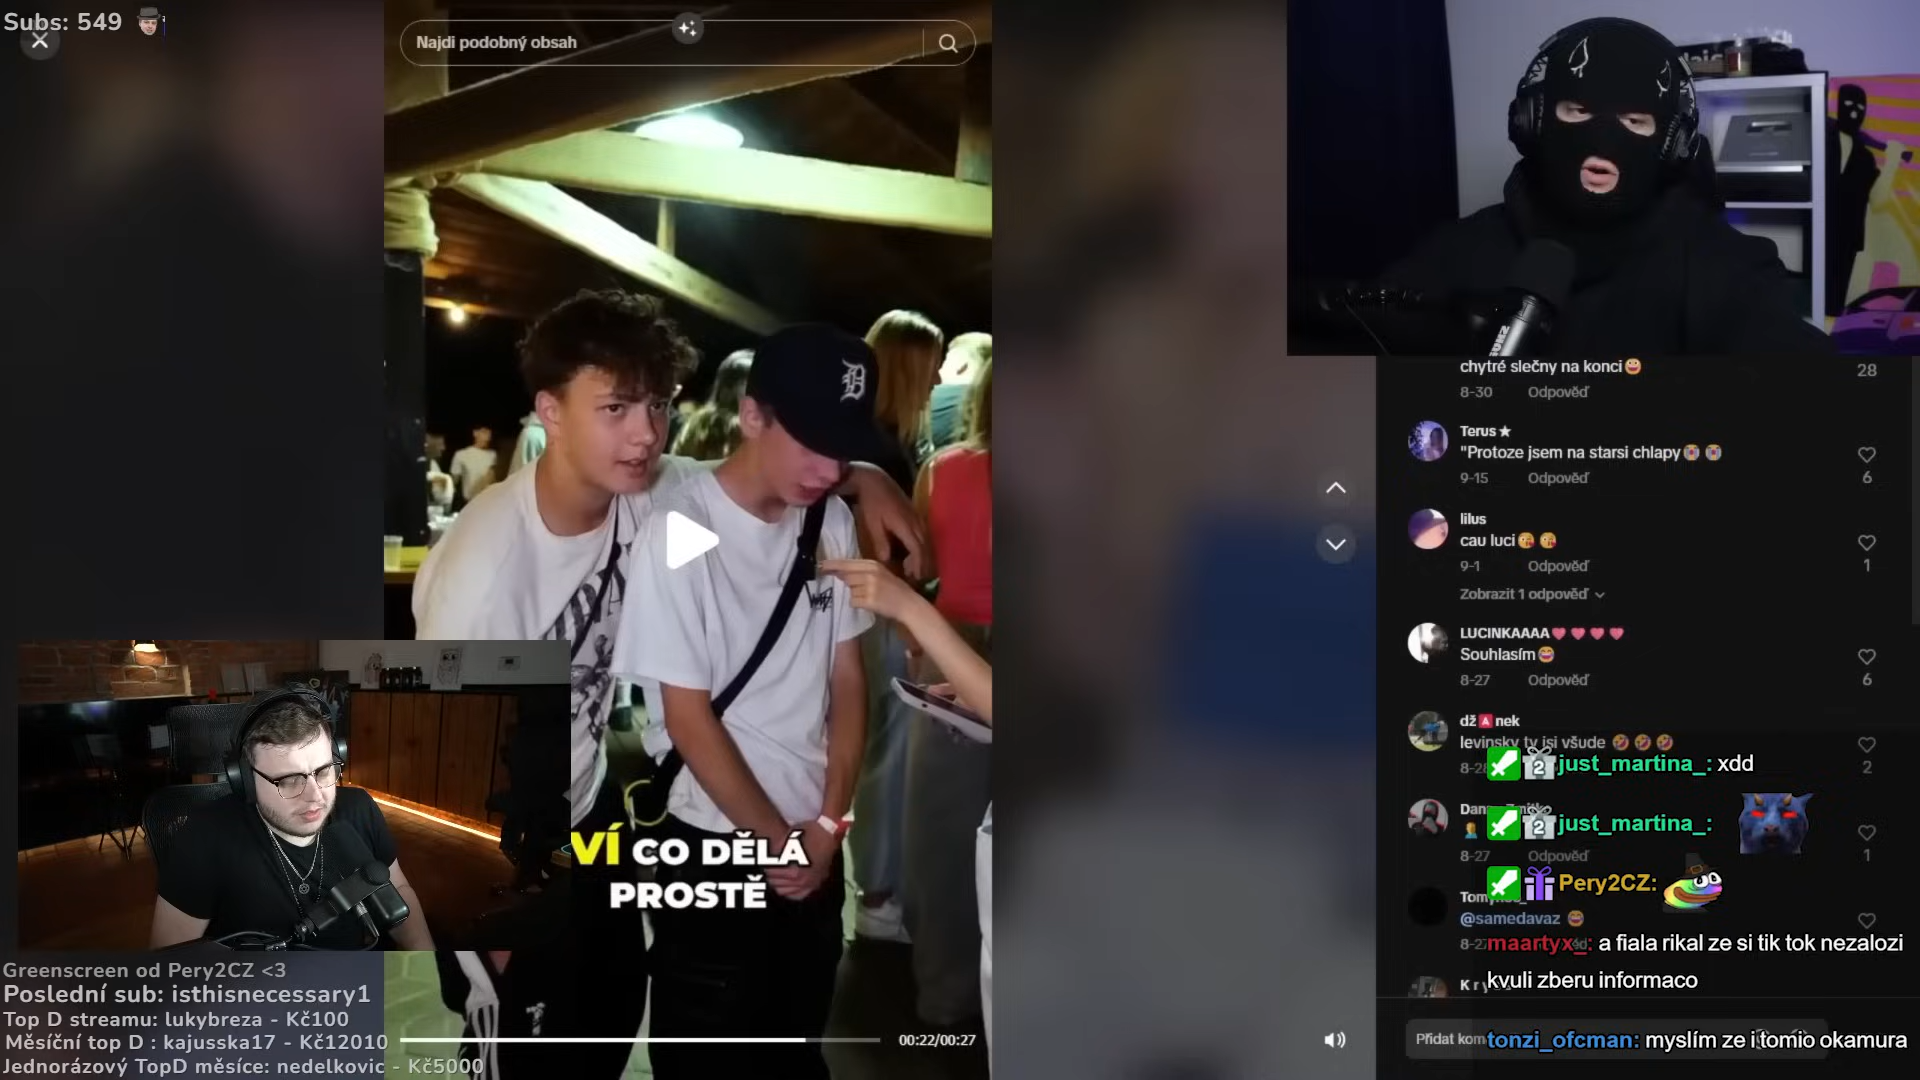 Subs: 549
Najdi podobný obsah
chytré slečny na konci
28
8-30 Odpověď
Terus
"Protoze jsem na starsi chlapy
9-15 Odpověď
6
lilus
cau luci
9-1 Odpověď
1
Zobrazit 1 odpověď
LUCINKAAAA
Souhlasím
8-27 Odpověď
6
dž A nek
levinsky ty jsi všude
2
just_martina_: xdd
just_martina_:
8-27 Odpověď
1
Pery2CZ:
@samedavaz
maartyx_: a fiala rikal ze si tik tok nezalozi
kvuli zberu informaco
Přidat kom
tonzi_ofcman: myslím ze i tomio okamura
VÍ CO DĚLÁ
PROSTĚ
00:22/00:27
Greenscreen od Pery2CZ <3
Poslední sub: isthisnecessary1
Top D streamu: lukybreza - Kč100
Měsíční top D : kajusska17 - Kč12010
Jednorázový TopD měsíce: nedelkovic - Kč5000